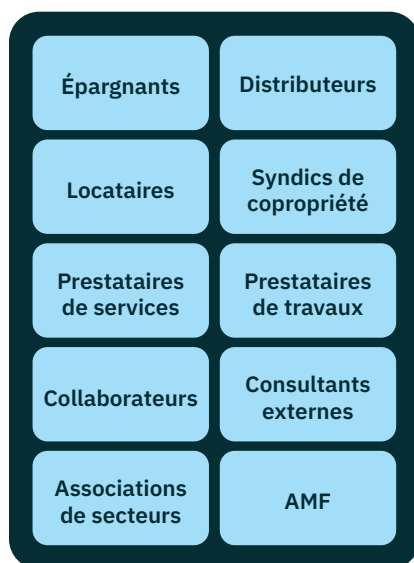 Épargnants
Distributeurs
Locataires
Syndics de
copropriété
Prestataires
de services
Prestataires
de travaux
Collaborateurs
Consultants
externes
Associations
de secteurs
AMF